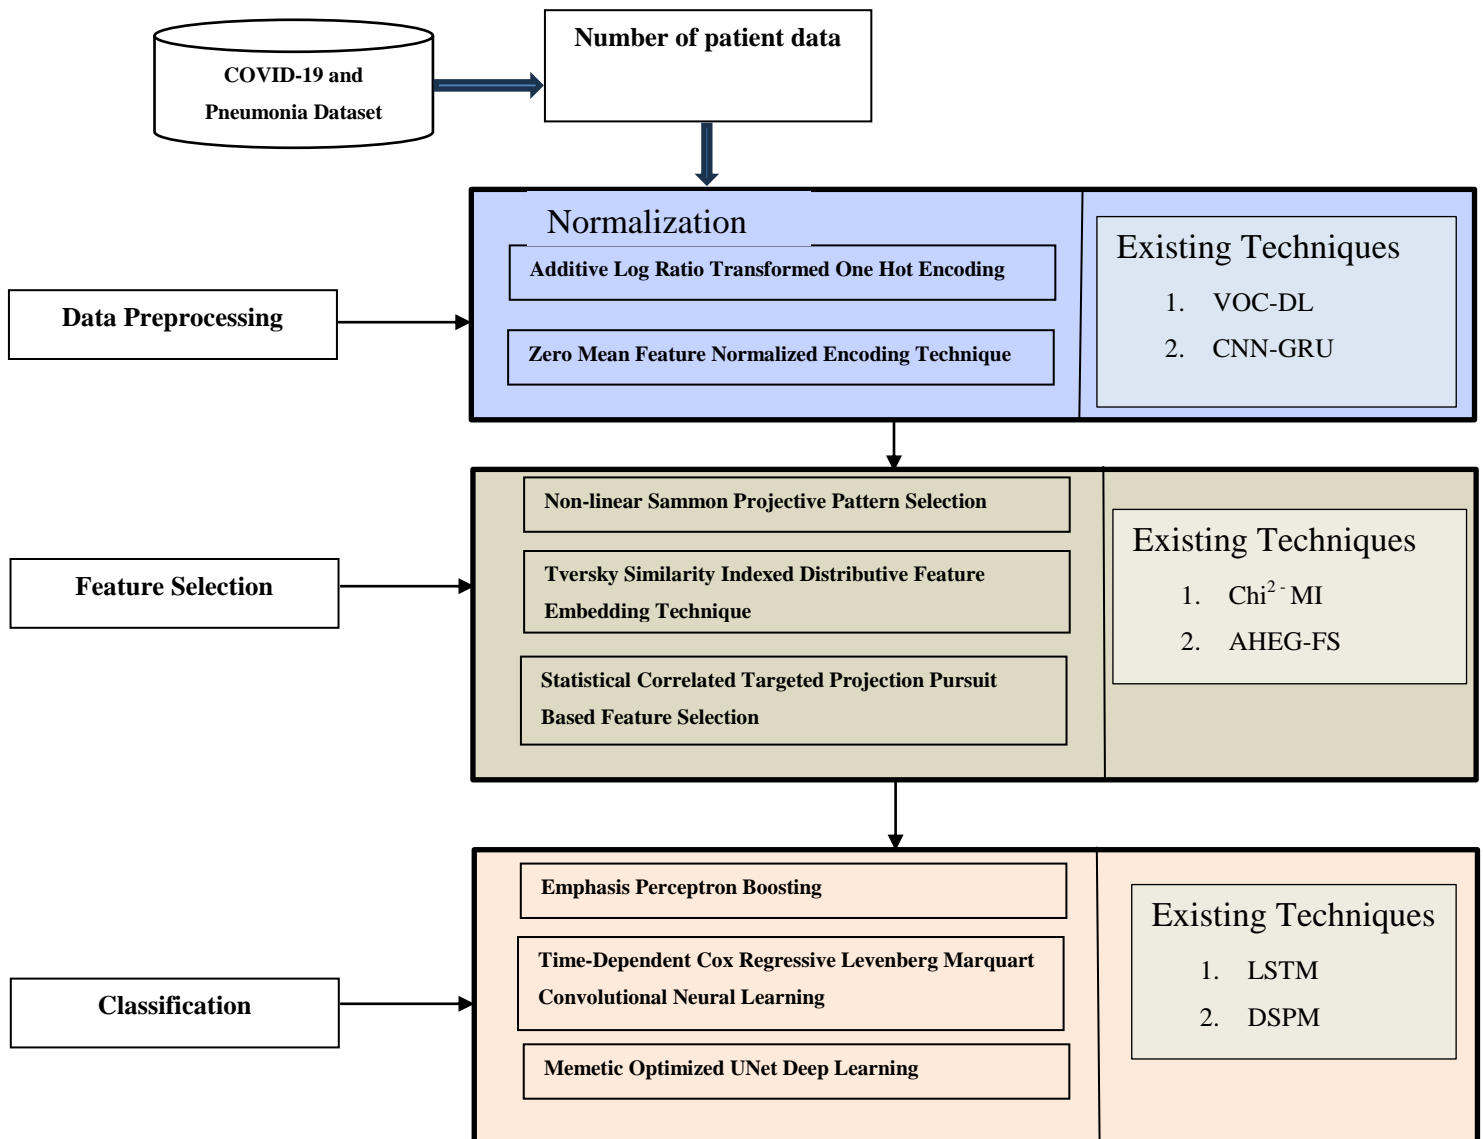 COVID-19 and
Pneumonia Dataset
Number of patient data
Normalization
Additive Log Ratio Transformed One Hot Encoding
Zero Mean Feature Normalized Encoding Technique
Existing Techniques
1. VOC-DL
2. CNN-GRU
Data Preprocessing
Non-linear Sammon Projective Pattern Selection
Tversky Similarity Indexed Distributive Feature
Embedding Technique
Statistical Correlated Targeted Projection Pursuit
Based Feature Selection
Existing Techniques
1. Chi² - MI
2. AHEG-FS
Feature Selection
Emphasis Perceptron Boosting
Time-Dependent Cox Regressive Levenberg Marquart
Convolutional Neural Learning
Memetic Optimized UNet Deep Learning
Existing Techniques
1. LSTM
2. DSPM
Classification